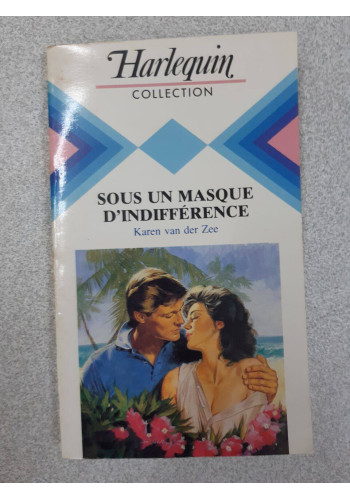 Harlequin
COLLECTION
SOUS UN MASQUE
D'INDIFFÉRENCE
Karen van der Zee